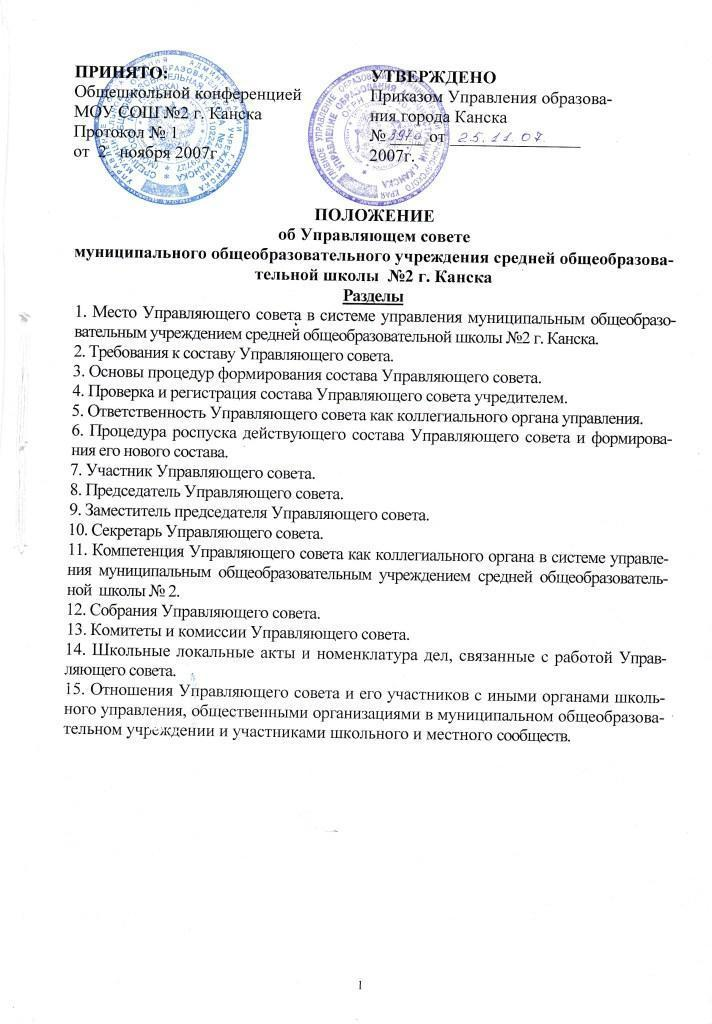 ПРИНЯТО:
Общешкольной конференцией
МОУ СОШ №2 г. Канска
Протокол № 1
от 2 ноября 2007г
УТВЕРЖДЕНО
Приказом Управления образова-
ния города Канска
№ от 25.11.07
2007г.
ПОЛОЖЕНИЕ
об Управляющем совете
муниципального общеобразовательного учреждения средней общеобразова-
тельной школы №2 г. Канска
Разделы
1. Место Управляющего совета в системе управления муниципальным общеобразо-
вательным учреждением средней общеобразовательной школы №2 г. Канска.
2. Требования к составу Управляющего совета.
3. Основы процедур формирования состава Управляющего совета.
4. Проверка и регистрация состава Управляющего совета учредителем.
5. Ответственность Управляющего совета как коллегиального органа управления.
6. Процедура роспуска действующего состава Управляющего совета и формирова-
ния его нового состава.
7. Участник Управляющего совета.
8. Председатель Управляющего совета.
9. Заместитель председателя Управляющего совета.
10. Секретарь Управляющего совета.
11. Компетенция Управляющего совета как коллегиального органа в системе управле-
ния муниципальным общеобразовательным учреждением средней общеобразователь-
ной школы № 2.
12. Собрания Управляющего совета.
13. Комитеты и комиссии Управляющего совета.
14. Школьные локальные акты и номенклатура дел, связанные с работой Управ-
ляющего совета.
15. Отношения Управляющего совета и его участников с иными органами школь-
ного управления, общественными организациями в муниципальном общеобразова-
тельном учреждении и участниками школьного и местного сообществ.
1